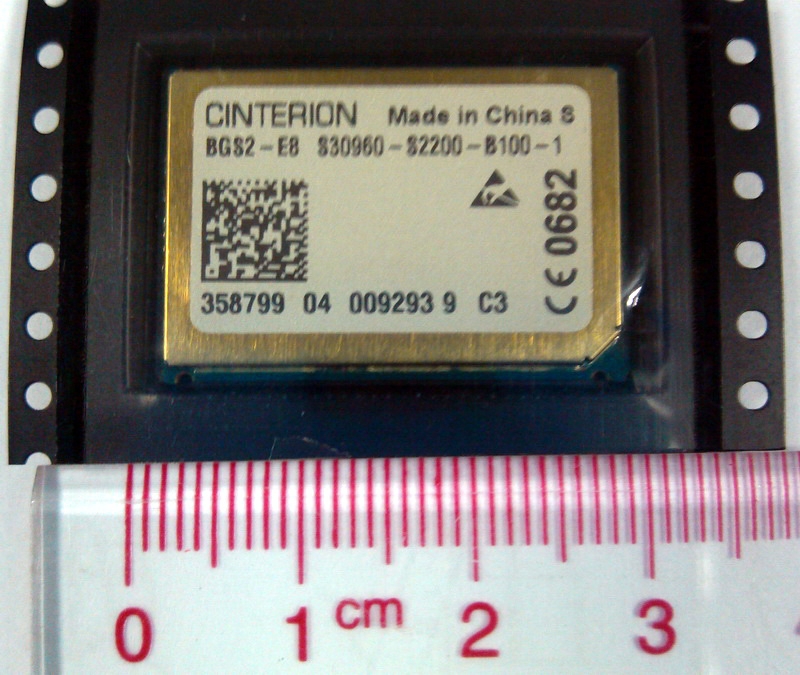 CINTERION Made in China S
BGS2-E8 S30960-S2200-B100-1
CE 0682
358799 04 009293 9 C3
0 1 cm 2 3